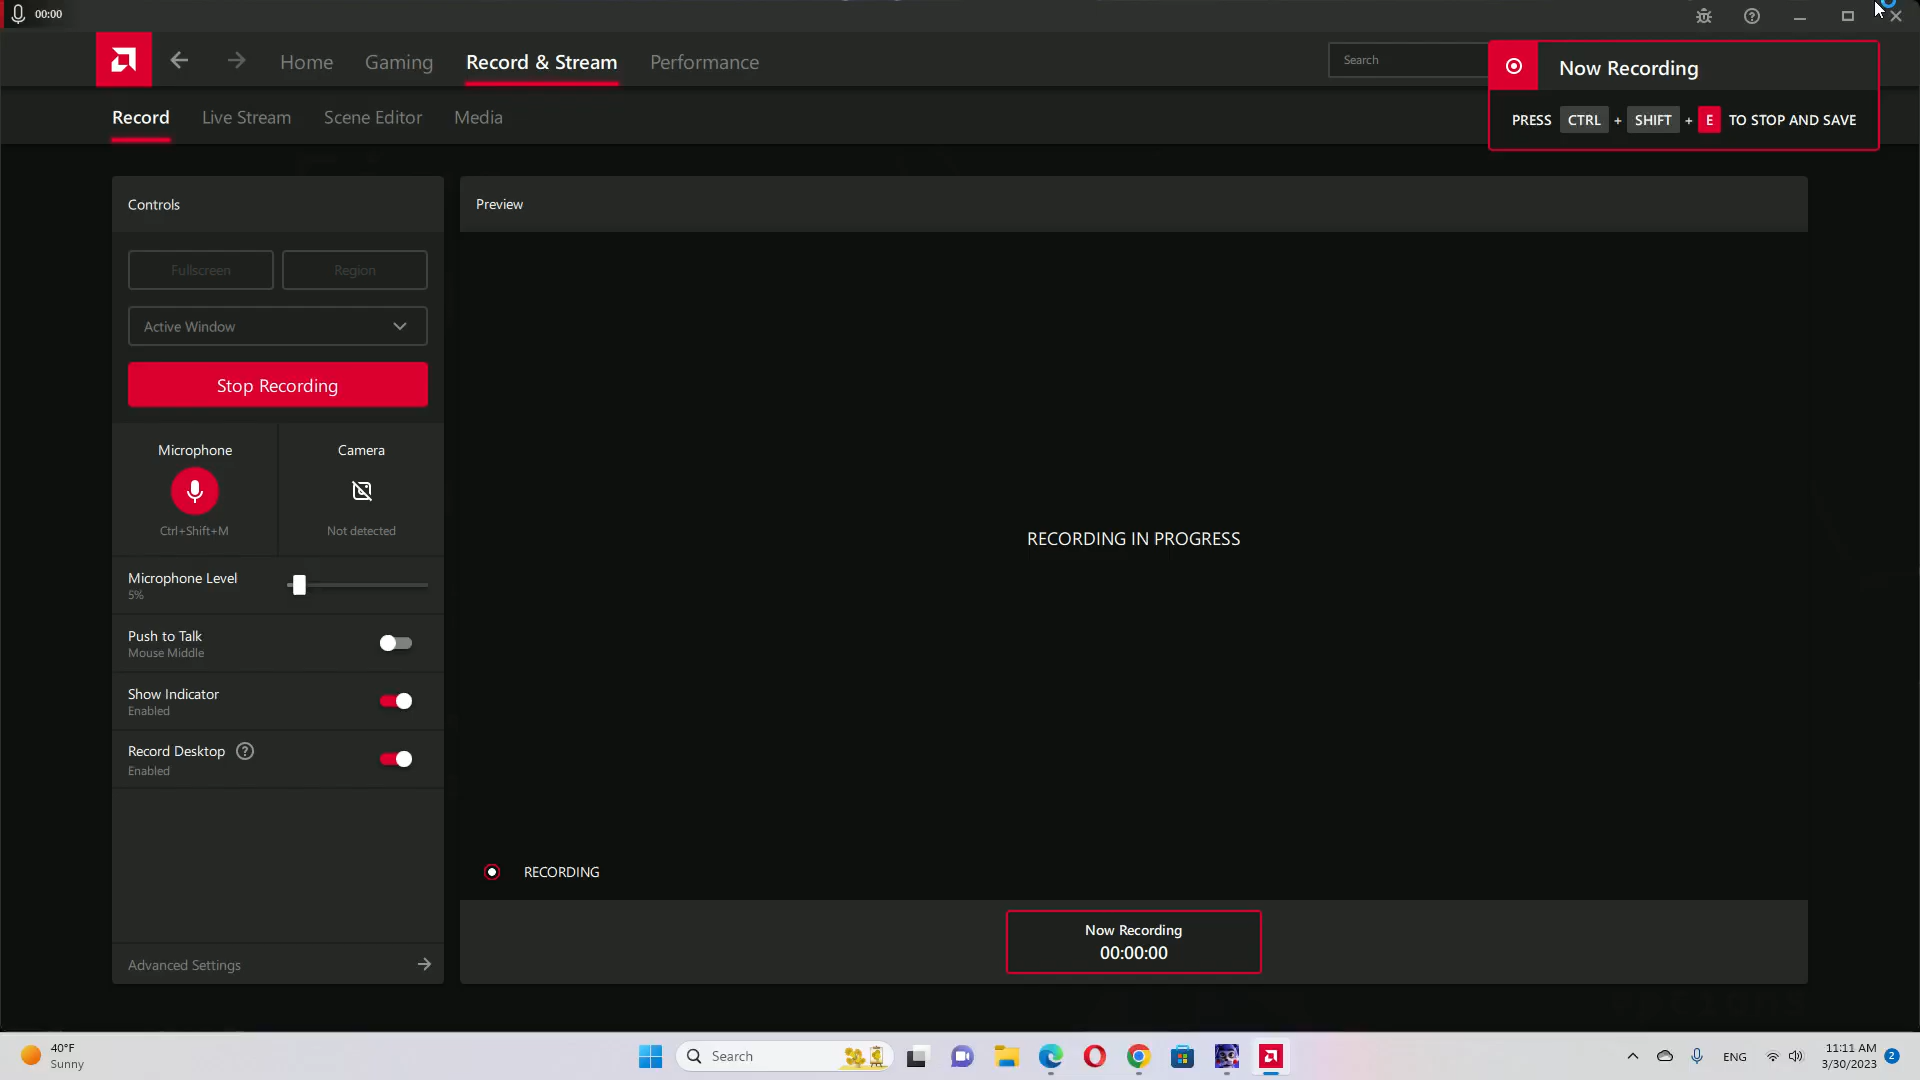 00:00
Home
Gaming
Record & Stream
Performance
Search
Now Recording
PRESS CTRL + SHIFT + E TO STOP AND SAVE
Record
Live Stream
Scene Editor
Media
Controls
Preview
Fullscreen
Region
Active Window
Stop Recording
Microphone
Camera
Ctrl+Shift+M
Not detected
Microphone Level
5%
Push to Talk
Mouse Middle
Show Indicator
Enabled
Record Desktop
Enabled
Advanced Settings
RECORDING IN PROGRESS
RECORDING
Now Recording
00:00:00
40°F
Sunny
Search
ENG
11:11 AM
3/30/2023
2